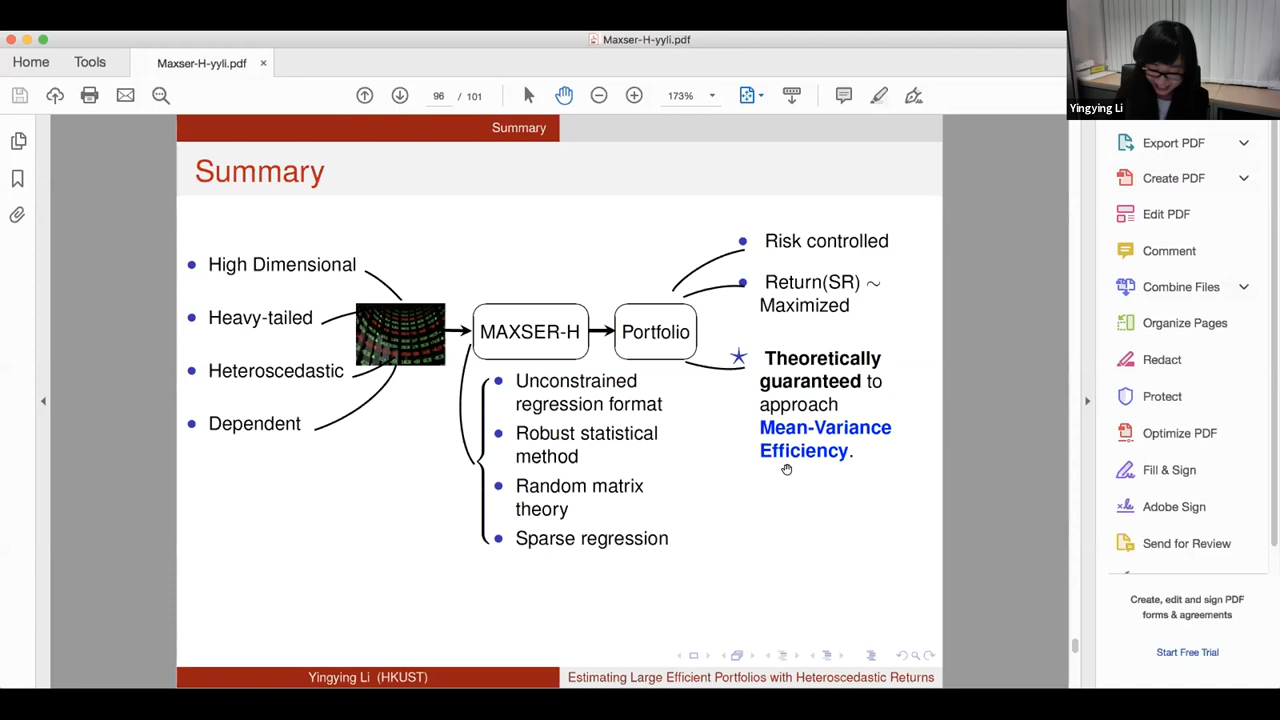 Maxser-H-yyli.pdf
Home
Tools
Maxser-H-yyli.pdf ×
96 / 101
173%
Yingying Li
Summary
Summary
High Dimensional
Heavy-tailed
Heteroscedastic
Dependent
MAXSER-H
Unconstrained
regression format
Robust statistical
method
Random matrix
theory
Sparse regression
Portfolio
Risk controlled
Return(SR) ∼
Maximized
Theoretically
guaranteed to
approach
Mean-Variance
Efficiency.
Yingying Li (HKUST)
Estimating Large Efficient Portfolios with Heteroscedastic Returns
Export PDF
Create PDF
Edit PDF
Comment
Combine Files
Organize Pages
Redact
Protect
Optimize PDF
Fill & Sign
Adobe Sign
Send for Review
Create, edit and sign PDF
forms & agreements
Start Free Trial